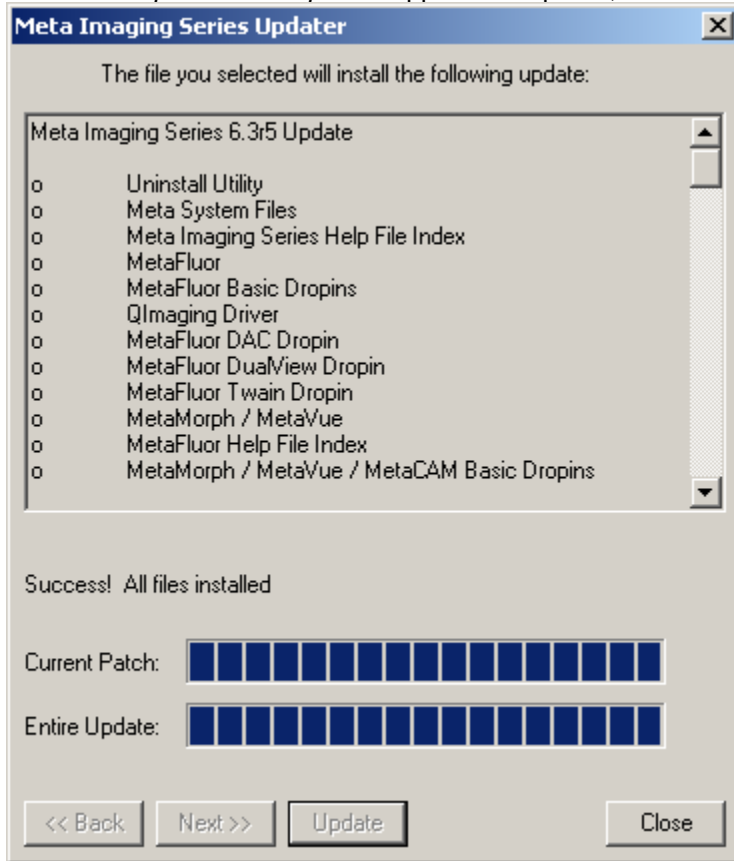 Meta Imaging Series Updater
The file you selected will install the following update:
Meta Imaging Series 6.3r5 Update
o Uninstall Utility
o Meta System Files
o Meta Imaging Series Help File Index
o MetaFluor
o MetaFluor Basic Dropins
o QImaging Driver
o MetaFluor DAC Dropin
o MetaFluor DualView Dropin
o MetaFluor Twain Dropin
o MetaMorph / MetaVue
o MetaFluor Help File Index
o MetaMorph / MetaVue / MetaCAM Basic Dropins
Success! All files installed
Current Patch:
Entire Update:
<< Back Next >> Update Close